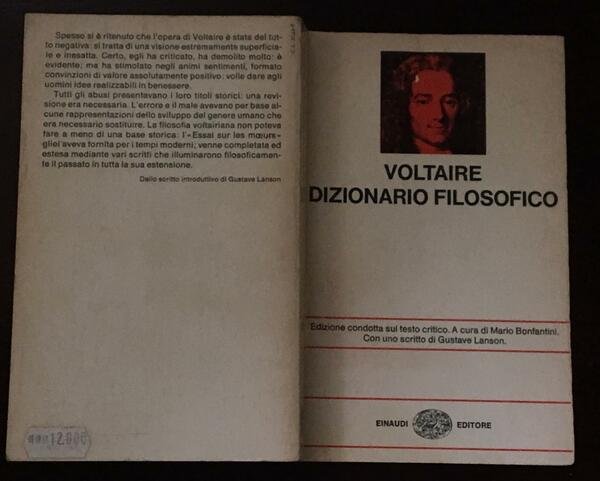 Spesso si è ritenuto che l'opera di Voltaire è stata del tut-
to negativa: si tratta di una visione estremamente superficia-
le e inesatta. Certo, egli ha criticato, ha demolito molto: è
evidente; ma ha stimolato negli animi sentimenti, formato
convinzioni di valore assolutamente positivo: volle dare agli
uomini idee realizzabili in benessere.
Tutti gli abusi presentavano i loro titoli storici: una revi-
sione era necessaria. L'errore e il male avevano per base al-
cune rappresentazioni dello sviluppo del genere umano che
era necessario sostituire. La filosofia voltairiana non poteva
fare a meno di una base storica: l'«Essai sur les mœurs»
gliel'aveva fornita per i tempi moderni; venne completata ed
estesa mediante vari scritti che illuminarono filosoficamen-
te il passato in tutta la sua estensione.
Dallo scritto introduttivo di Gustave Lanson
12.000
VOLTAIRE
DIZIONARIO FILOSOFICO
Edizione condotta sul testo critico. A cura di Mario Bonfantini.
Con uno scritto di Gustave Lanson.
EINAUDI EDITORE